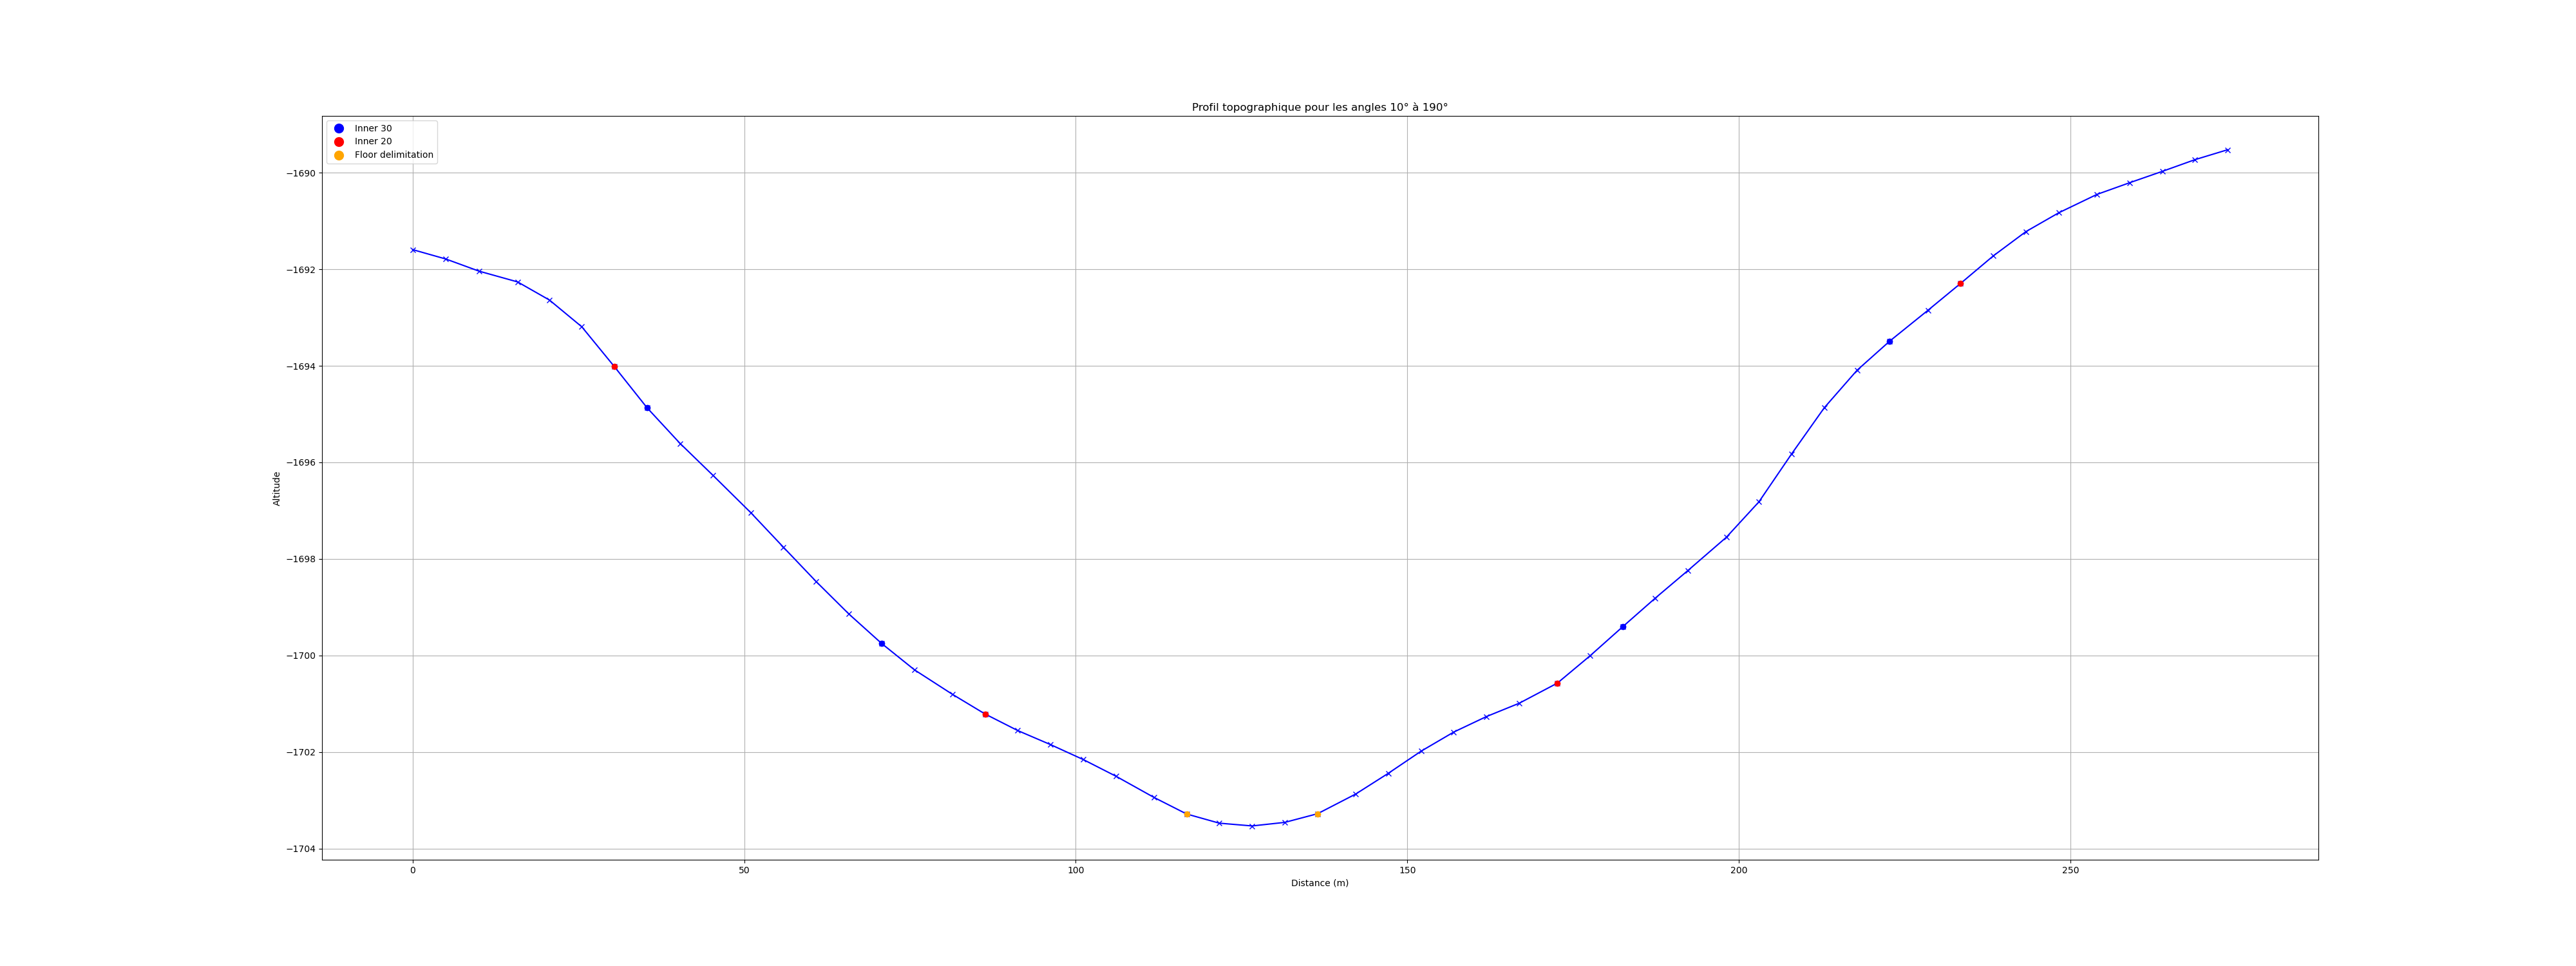 Profil topographique pour les angles 10° à 190°
Inner 30
Inner 20
Floor delimitation
−1690
−1692
−1694
−1696
−1698
−1700
−1702
−1704
Altitude
0 50 100 150 200 250
Distance (m)